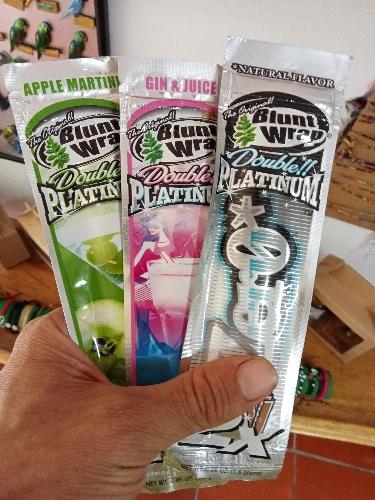 APPLE MARTINI
The Original!
Blunt
Wrap
Double!!
PLATINUM
GIN & JUICE
The Original!
Blunt
Wrap
Double
PLATINUM
*NATURAL FLAVOR
The Original!
Blunt
Wrap
Double!!
PLATINUM
2x